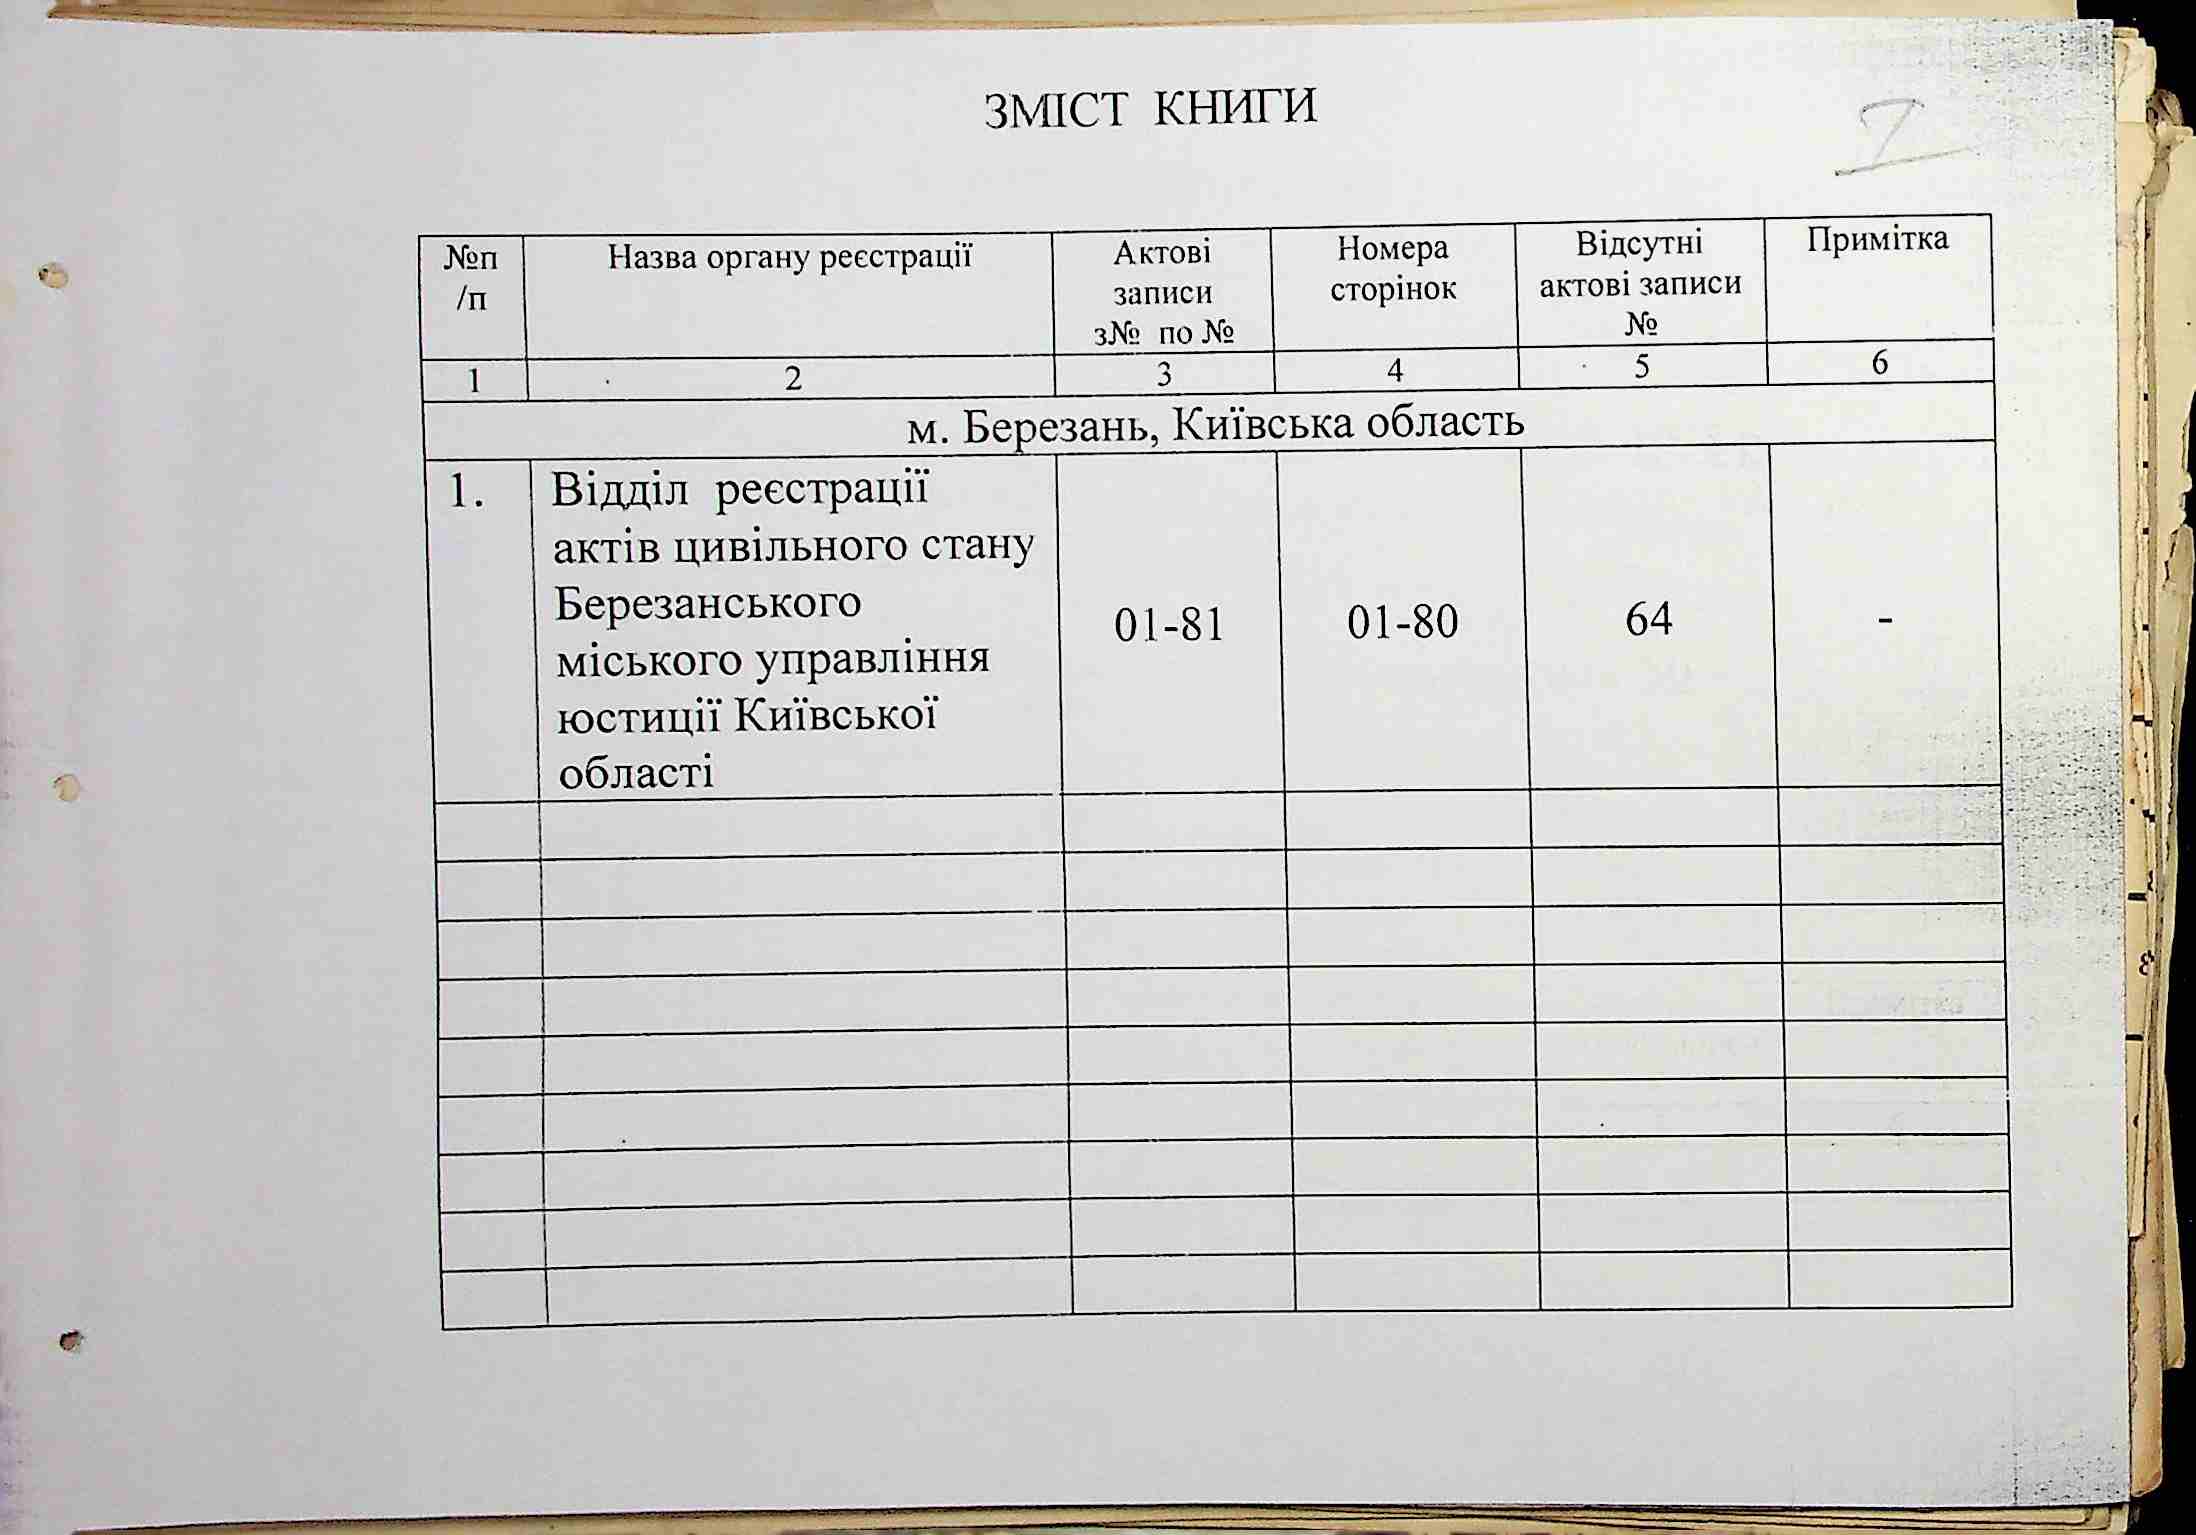 ЗМІСТ КНИГИ
I
№п /п Назва органу реєстрації Актові записи з№ по № Номера сторінок Відсутні актові записи № Примітка
1 2 3 4 5 6
м. Березань, Київська область
1. Відділ реєстрації
актів цивільного стану
Березанського
міського управління
юстиції Київської
області
01-81 01-80 64 -